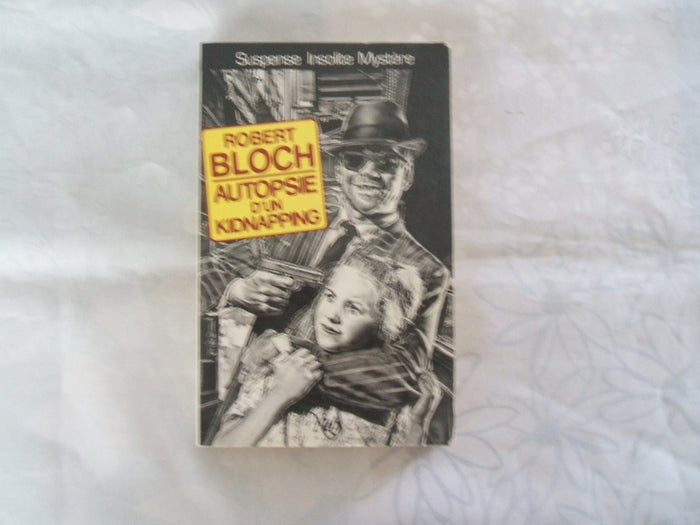 Suspense Insolite Mystère
ROBERT
BLOCH
AUTOPSIE
D'UN
KIDNAPPING